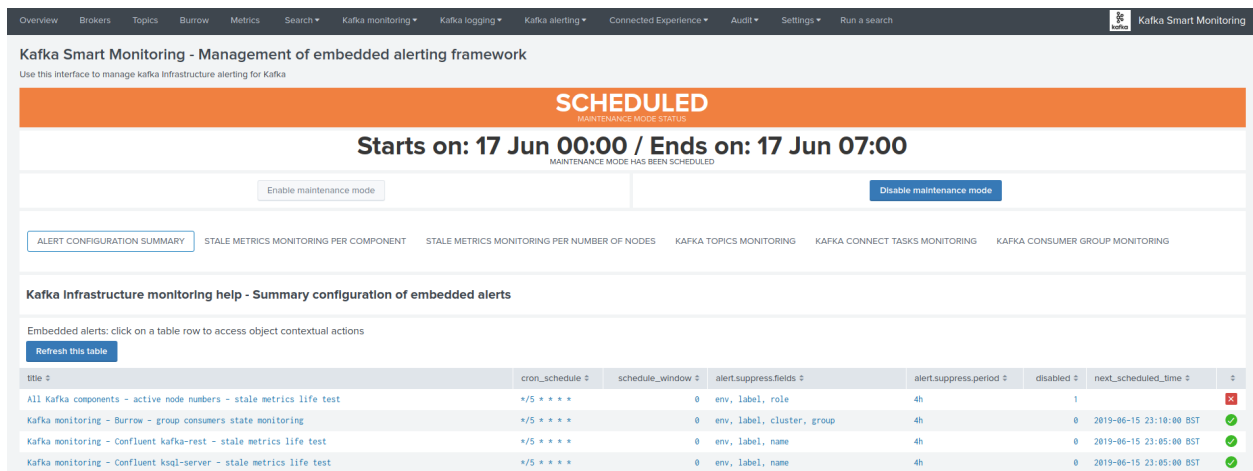 Overview Brokers Topics Burrow Metrics Search Kafka monitoring Kafka logging Kafka alerting Connected Experience Audit Settings Run a search kafka Kafka Smart Monitoring
Kafka Smart Monitoring - Management of embedded alerting framework
Use this interface to manage kafka Infrastructure alerting for Kafka
SCHEDULED
MAINTENANCE MODE STATUS
Starts on: 17 Jun 00:00 / Ends on: 17 Jun 07:00
MAINTENANCE MODE HAS BEEN SCHEDULED
Enable maintenance mode Disable maintenance mode
ALERT CONFIGURATION SUMMARY STALE METRICS MONITORING PER COMPONENT STALE METRICS MONITORING PER NUMBER OF NODES KAFKA TOPICS MONITORING KAFKA CONNECT TASKS MONITORING KAFKA CONSUMER GROUP MONITORING
Kafka Infrastructure monitoring help - Summary configuration of embedded alerts
Embedded alerts: click on a table row to access object contextual actions
Refresh this table
title cron_schedule schedule_window alert.suppress.fields alert.suppress.period disabled next_scheduled_time
All Kafka components - active node numbers - stale metrics life test */5 * * * * 0 env, label, role 4h 1
Kafka monitoring - Burrow - group consumers state monitoring */5 * * * * 0 env, label, cluster, group 4h 0 2019-06-15 23:10:00 BST
Kafka monitoring - Confluent kafka-rest - stale metrics life test */5 * * * * 0 env, label, name 4h 0 2019-06-15 23:05:00 BST
Kafka monitoring - Confluent ksql-server - stale metrics life test */5 * * * * 0 env, label, name 4h 0 2019-06-15 23:05:00 BST